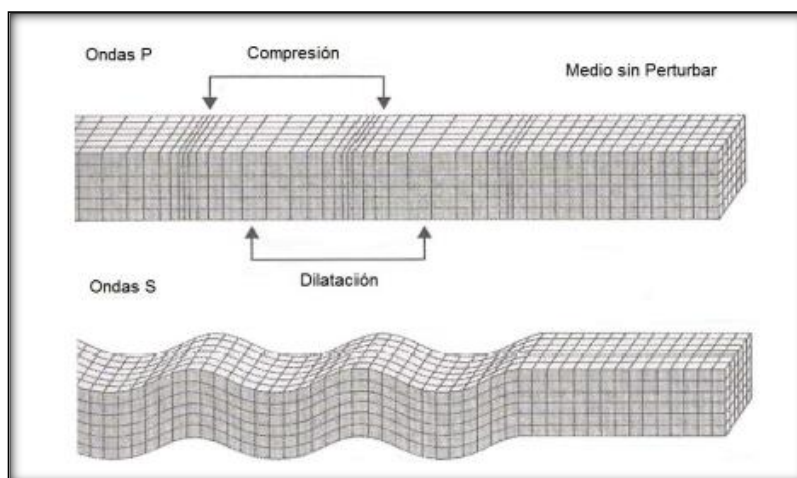 Ondas P
Compresión
Medio sin Perturbar
Dilatación
Ondas S